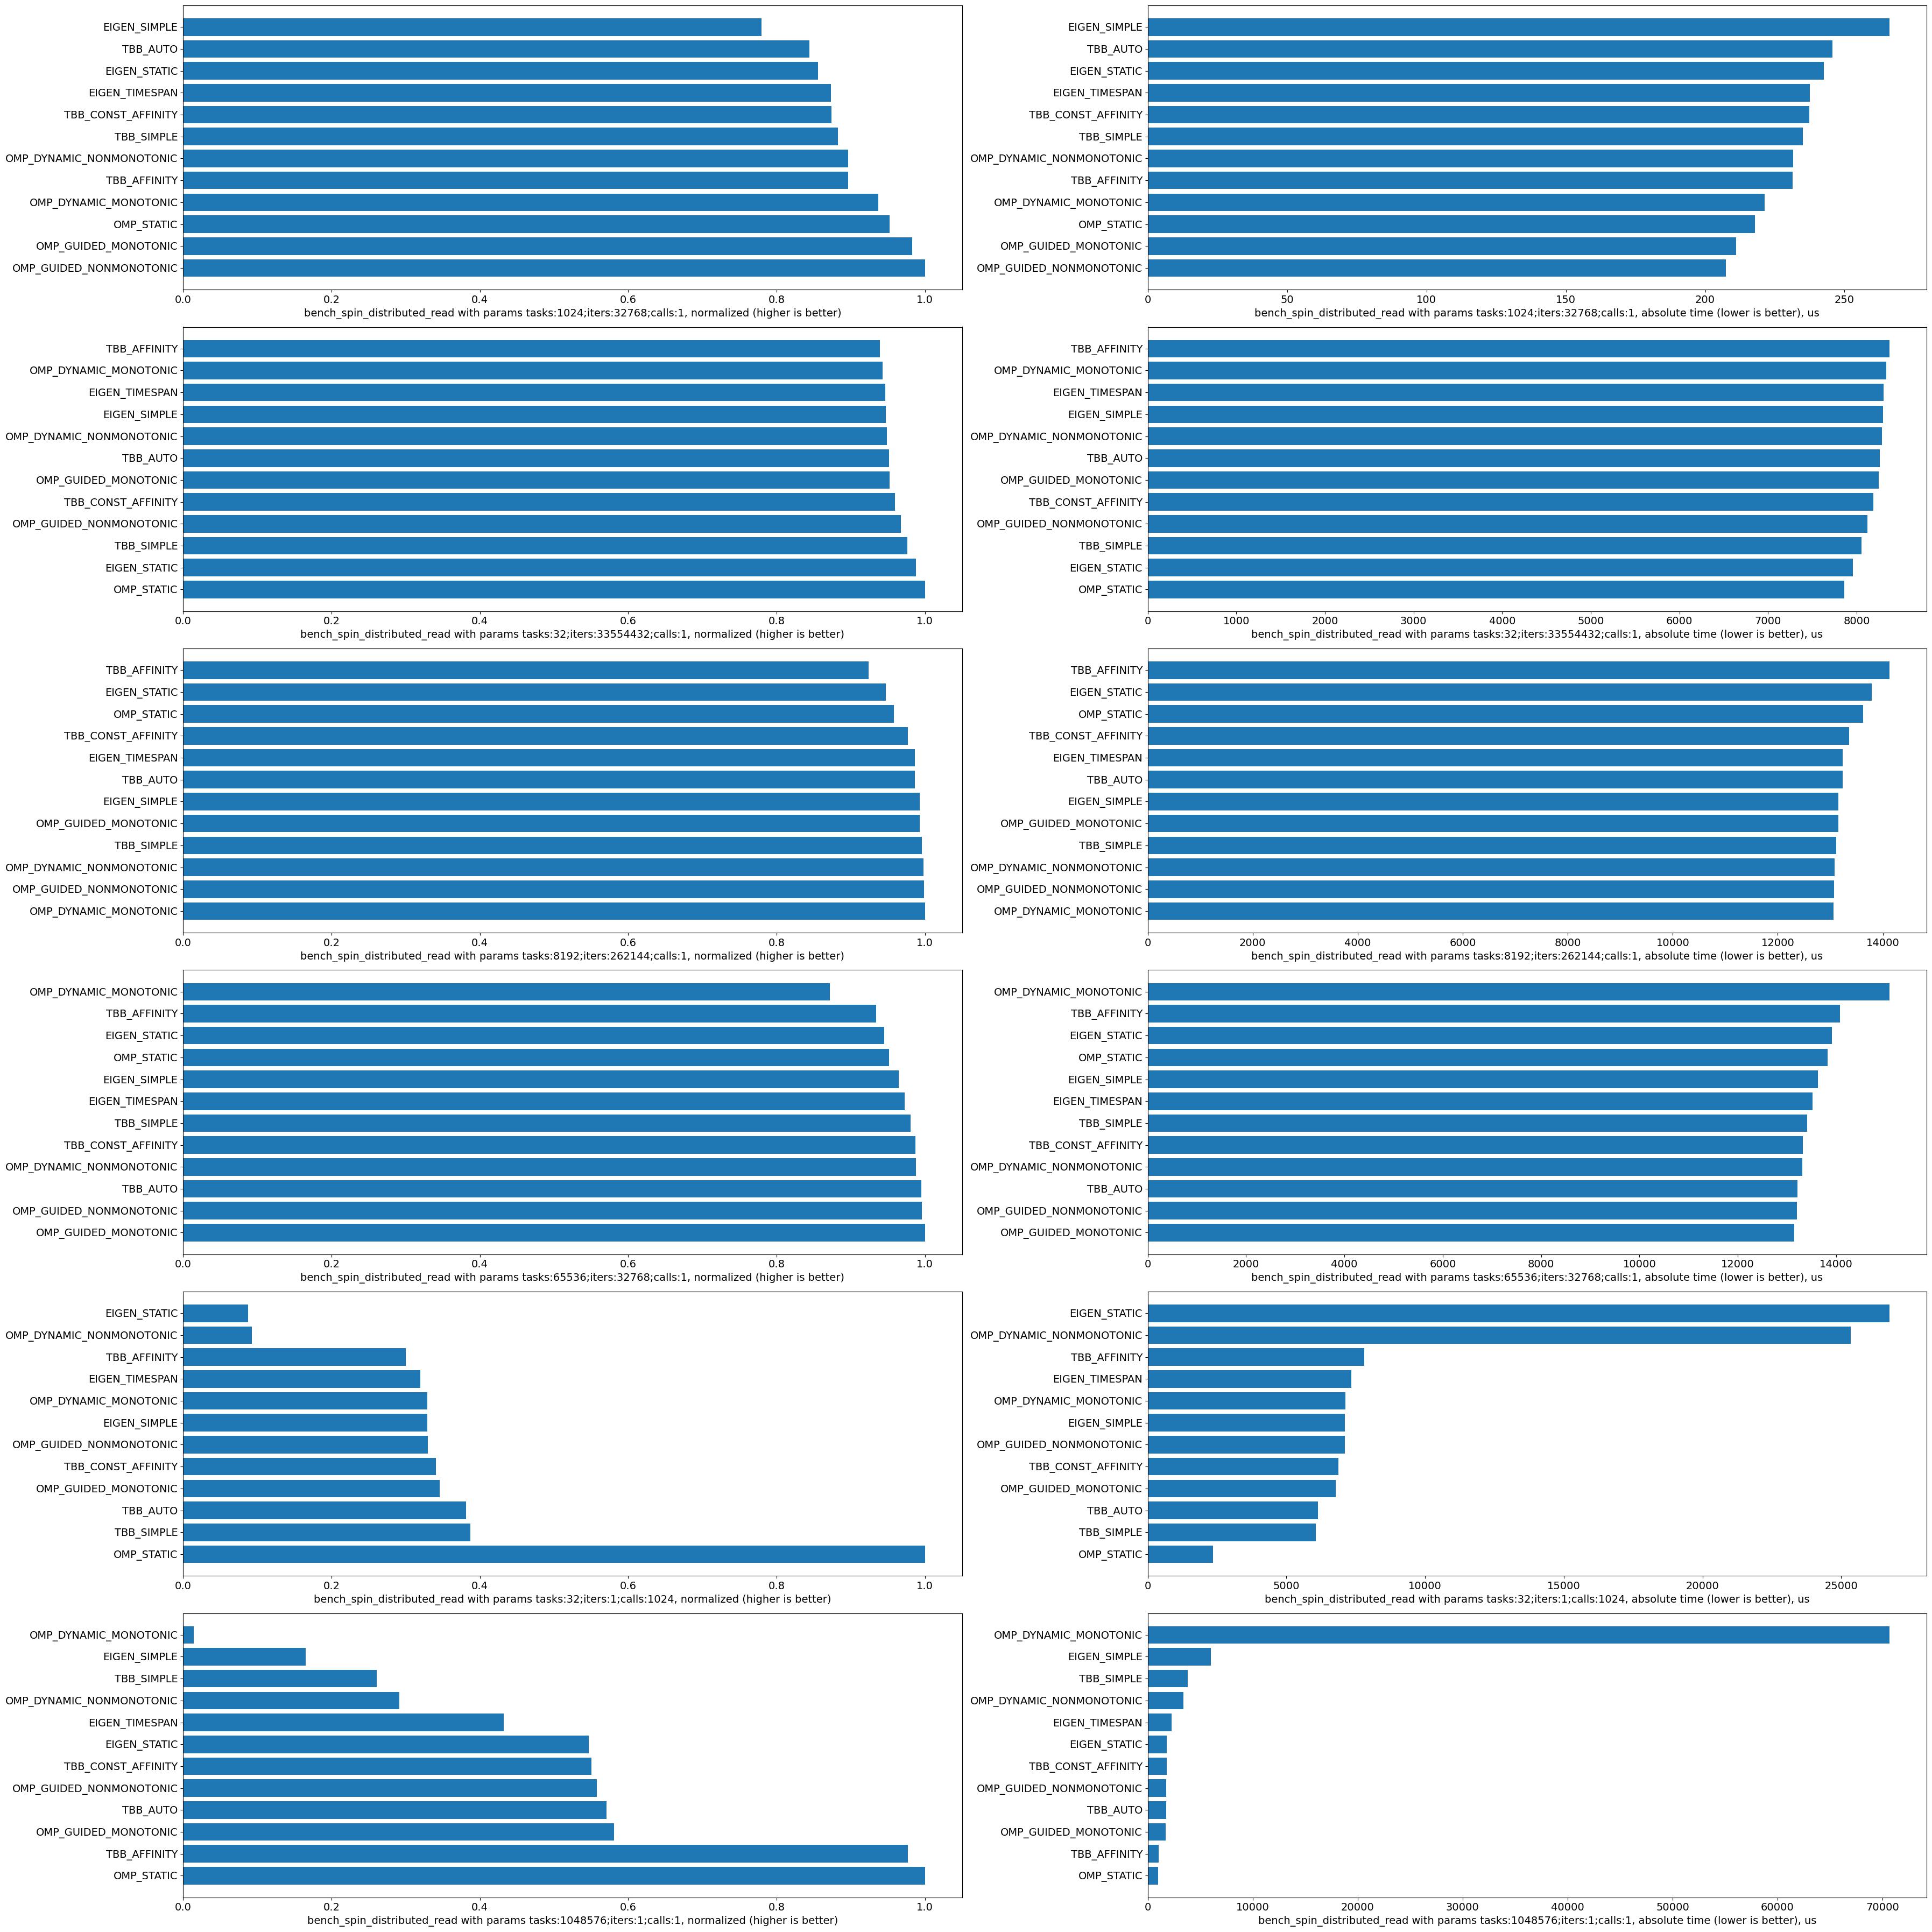 EIGEN_SIMPLE
TBB_AUTO
EIGEN_STATIC
EIGEN_TIMESPAN
TBB_CONST_AFFINITY
TBB_SIMPLE
OMP_DYNAMIC_NONMONOTONIC
TBB_AFFINITY
OMP_DYNAMIC_MONOTONIC
OMP_STATIC
OMP_GUIDED_MONOTONIC
OMP_GUIDED_NONMONOTONIC
0.0 0.2 0.4 0.6 0.8 1.0
bench_spin_distributed_read with params tasks:1024;iters:32768;calls:1, normalized (higher is better)
EIGEN_SIMPLE
TBB_AUTO
EIGEN_STATIC
EIGEN_TIMESPAN
TBB_CONST_AFFINITY
TBB_SIMPLE
OMP_DYNAMIC_NONMONOTONIC
TBB_AFFINITY
OMP_DYNAMIC_MONOTONIC
OMP_STATIC
OMP_GUIDED_MONOTONIC
OMP_GUIDED_NONMONOTONIC
0 50 100 150 200 250
bench_spin_distributed_read with params tasks:1024;iters:32768;calls:1, absolute time (lower is better), us
TBB_AFFINITY
OMP_DYNAMIC_MONOTONIC
EIGEN_TIMESPAN
EIGEN_SIMPLE
OMP_DYNAMIC_NONMONOTONIC
TBB_AUTO
OMP_GUIDED_MONOTONIC
TBB_CONST_AFFINITY
OMP_GUIDED_NONMONOTONIC
TBB_SIMPLE
EIGEN_STATIC
OMP_STATIC
0.0 0.2 0.4 0.6 0.8 1.0
bench_spin_distributed_read with params tasks:32;iters:33554432;calls:1, normalized (higher is better)
TBB_AFFINITY
OMP_DYNAMIC_MONOTONIC
EIGEN_TIMESPAN
EIGEN_SIMPLE
OMP_DYNAMIC_NONMONOTONIC
TBB_AUTO
OMP_GUIDED_MONOTONIC
TBB_CONST_AFFINITY
OMP_GUIDED_NONMONOTONIC
TBB_SIMPLE
EIGEN_STATIC
OMP_STATIC
0 1000 2000 3000 4000 5000 6000 7000 8000
bench_spin_distributed_read with params tasks:32;iters:33554432;calls:1, absolute time (lower is better), us
TBB_AFFINITY
EIGEN_STATIC
OMP_STATIC
TBB_CONST_AFFINITY
EIGEN_TIMESPAN
TBB_AUTO
EIGEN_SIMPLE
OMP_GUIDED_MONOTONIC
TBB_SIMPLE
OMP_DYNAMIC_NONMONOTONIC
OMP_GUIDED_NONMONOTONIC
OMP_DYNAMIC_MONOTONIC
0.0 0.2 0.4 0.6 0.8 1.0
bench_spin_distributed_read with params tasks:8192;iters:262144;calls:1, normalized (higher is better)
TBB_AFFINITY
EIGEN_STATIC
OMP_STATIC
TBB_CONST_AFFINITY
EIGEN_TIMESPAN
TBB_AUTO
EIGEN_SIMPLE
OMP_GUIDED_MONOTONIC
TBB_SIMPLE
OMP_DYNAMIC_NONMONOTONIC
OMP_GUIDED_NONMONOTONIC
OMP_DYNAMIC_MONOTONIC
0 2000 4000 6000 8000 10000 12000 14000
bench_spin_distributed_read with params tasks:8192;iters:262144;calls:1, absolute time (lower is better), us
OMP_DYNAMIC_MONOTONIC
TBB_AFFINITY
EIGEN_STATIC
OMP_STATIC
EIGEN_SIMPLE
EIGEN_TIMESPAN
TBB_SIMPLE
TBB_CONST_AFFINITY
OMP_DYNAMIC_NONMONOTONIC
TBB_AUTO
OMP_GUIDED_NONMONOTONIC
OMP_GUIDED_MONOTONIC
0.0 0.2 0.4 0.6 0.8 1.0
bench_spin_distributed_read with params tasks:65536;iters:32768;calls:1, normalized (higher is better)
OMP_DYNAMIC_MONOTONIC
TBB_AFFINITY
EIGEN_STATIC
OMP_STATIC
EIGEN_SIMPLE
EIGEN_TIMESPAN
TBB_SIMPLE
TBB_CONST_AFFINITY
OMP_DYNAMIC_NONMONOTONIC
TBB_AUTO
OMP_GUIDED_NONMONOTONIC
OMP_GUIDED_MONOTONIC
0 2000 4000 6000 8000 10000 12000 14000
bench_spin_distributed_read with params tasks:65536;iters:32768;calls:1, absolute time (lower is better), us
EIGEN_STATIC
OMP_DYNAMIC_NONMONOTONIC
TBB_AFFINITY
EIGEN_TIMESPAN
OMP_DYNAMIC_MONOTONIC
EIGEN_SIMPLE
OMP_GUIDED_NONMONOTONIC
TBB_CONST_AFFINITY
OMP_GUIDED_MONOTONIC
TBB_AUTO
TBB_SIMPLE
OMP_STATIC
0.0 0.2 0.4 0.6 0.8 1.0
bench_spin_distributed_read with params tasks:32;iters:1;calls:1024, normalized (higher is better)
EIGEN_STATIC
OMP_DYNAMIC_NONMONOTONIC
TBB_AFFINITY
EIGEN_TIMESPAN
OMP_DYNAMIC_MONOTONIC
EIGEN_SIMPLE
OMP_GUIDED_NONMONOTONIC
TBB_CONST_AFFINITY
OMP_GUIDED_MONOTONIC
TBB_AUTO
TBB_SIMPLE
OMP_STATIC
0 5000 10000 15000 20000 25000
bench_spin_distributed_read with params tasks:32;iters:1;calls:1024, absolute time (lower is better), us
OMP_DYNAMIC_MONOTONIC
EIGEN_SIMPLE
TBB_SIMPLE
OMP_DYNAMIC_NONMONOTONIC
EIGEN_TIMESPAN
EIGEN_STATIC
TBB_CONST_AFFINITY
OMP_GUIDED_NONMONOTONIC
TBB_AUTO
OMP_GUIDED_MONOTONIC
TBB_AFFINITY
OMP_STATIC
0.0 0.2 0.4 0.6 0.8 1.0
bench_spin_distributed_read with params tasks:1048576;iters:1;calls:1, normalized (higher is better)
OMP_DYNAMIC_MONOTONIC
EIGEN_SIMPLE
TBB_SIMPLE
OMP_DYNAMIC_NONMONOTONIC
EIGEN_TIMESPAN
EIGEN_STATIC
TBB_CONST_AFFINITY
OMP_GUIDED_NONMONOTONIC
TBB_AUTO
OMP_GUIDED_MONOTONIC
TBB_AFFINITY
OMP_STATIC
0 10000 20000 30000 40000 50000 60000 70000
bench_spin_distributed_read with params tasks:1048576;iters:1;calls:1, absolute time (lower is better), us